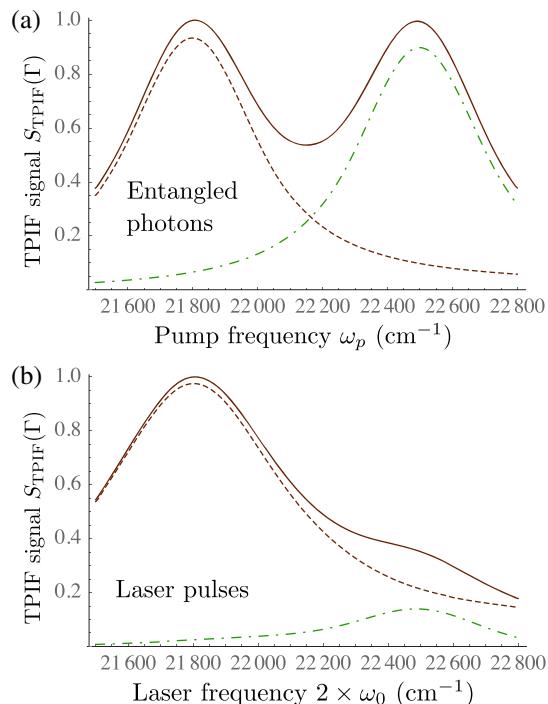 (a)
TPIF signal S_TPIF(Γ)
1.0
0.8
0.6
0.4
0.2
Entangled
photons
21 600 21 800 22 000 22 200 22 400 22 600 22 800
Pump frequency ω_p (cm⁻¹)
(b)
TPIF signal S_TPIF(Γ)
1.0
0.8
0.6
0.4
0.2
Laser pulses
21 600 21 800 22 000 22 200 22 400 22 600 22 800
Laser frequency 2 × ω₀ (cm⁻¹)